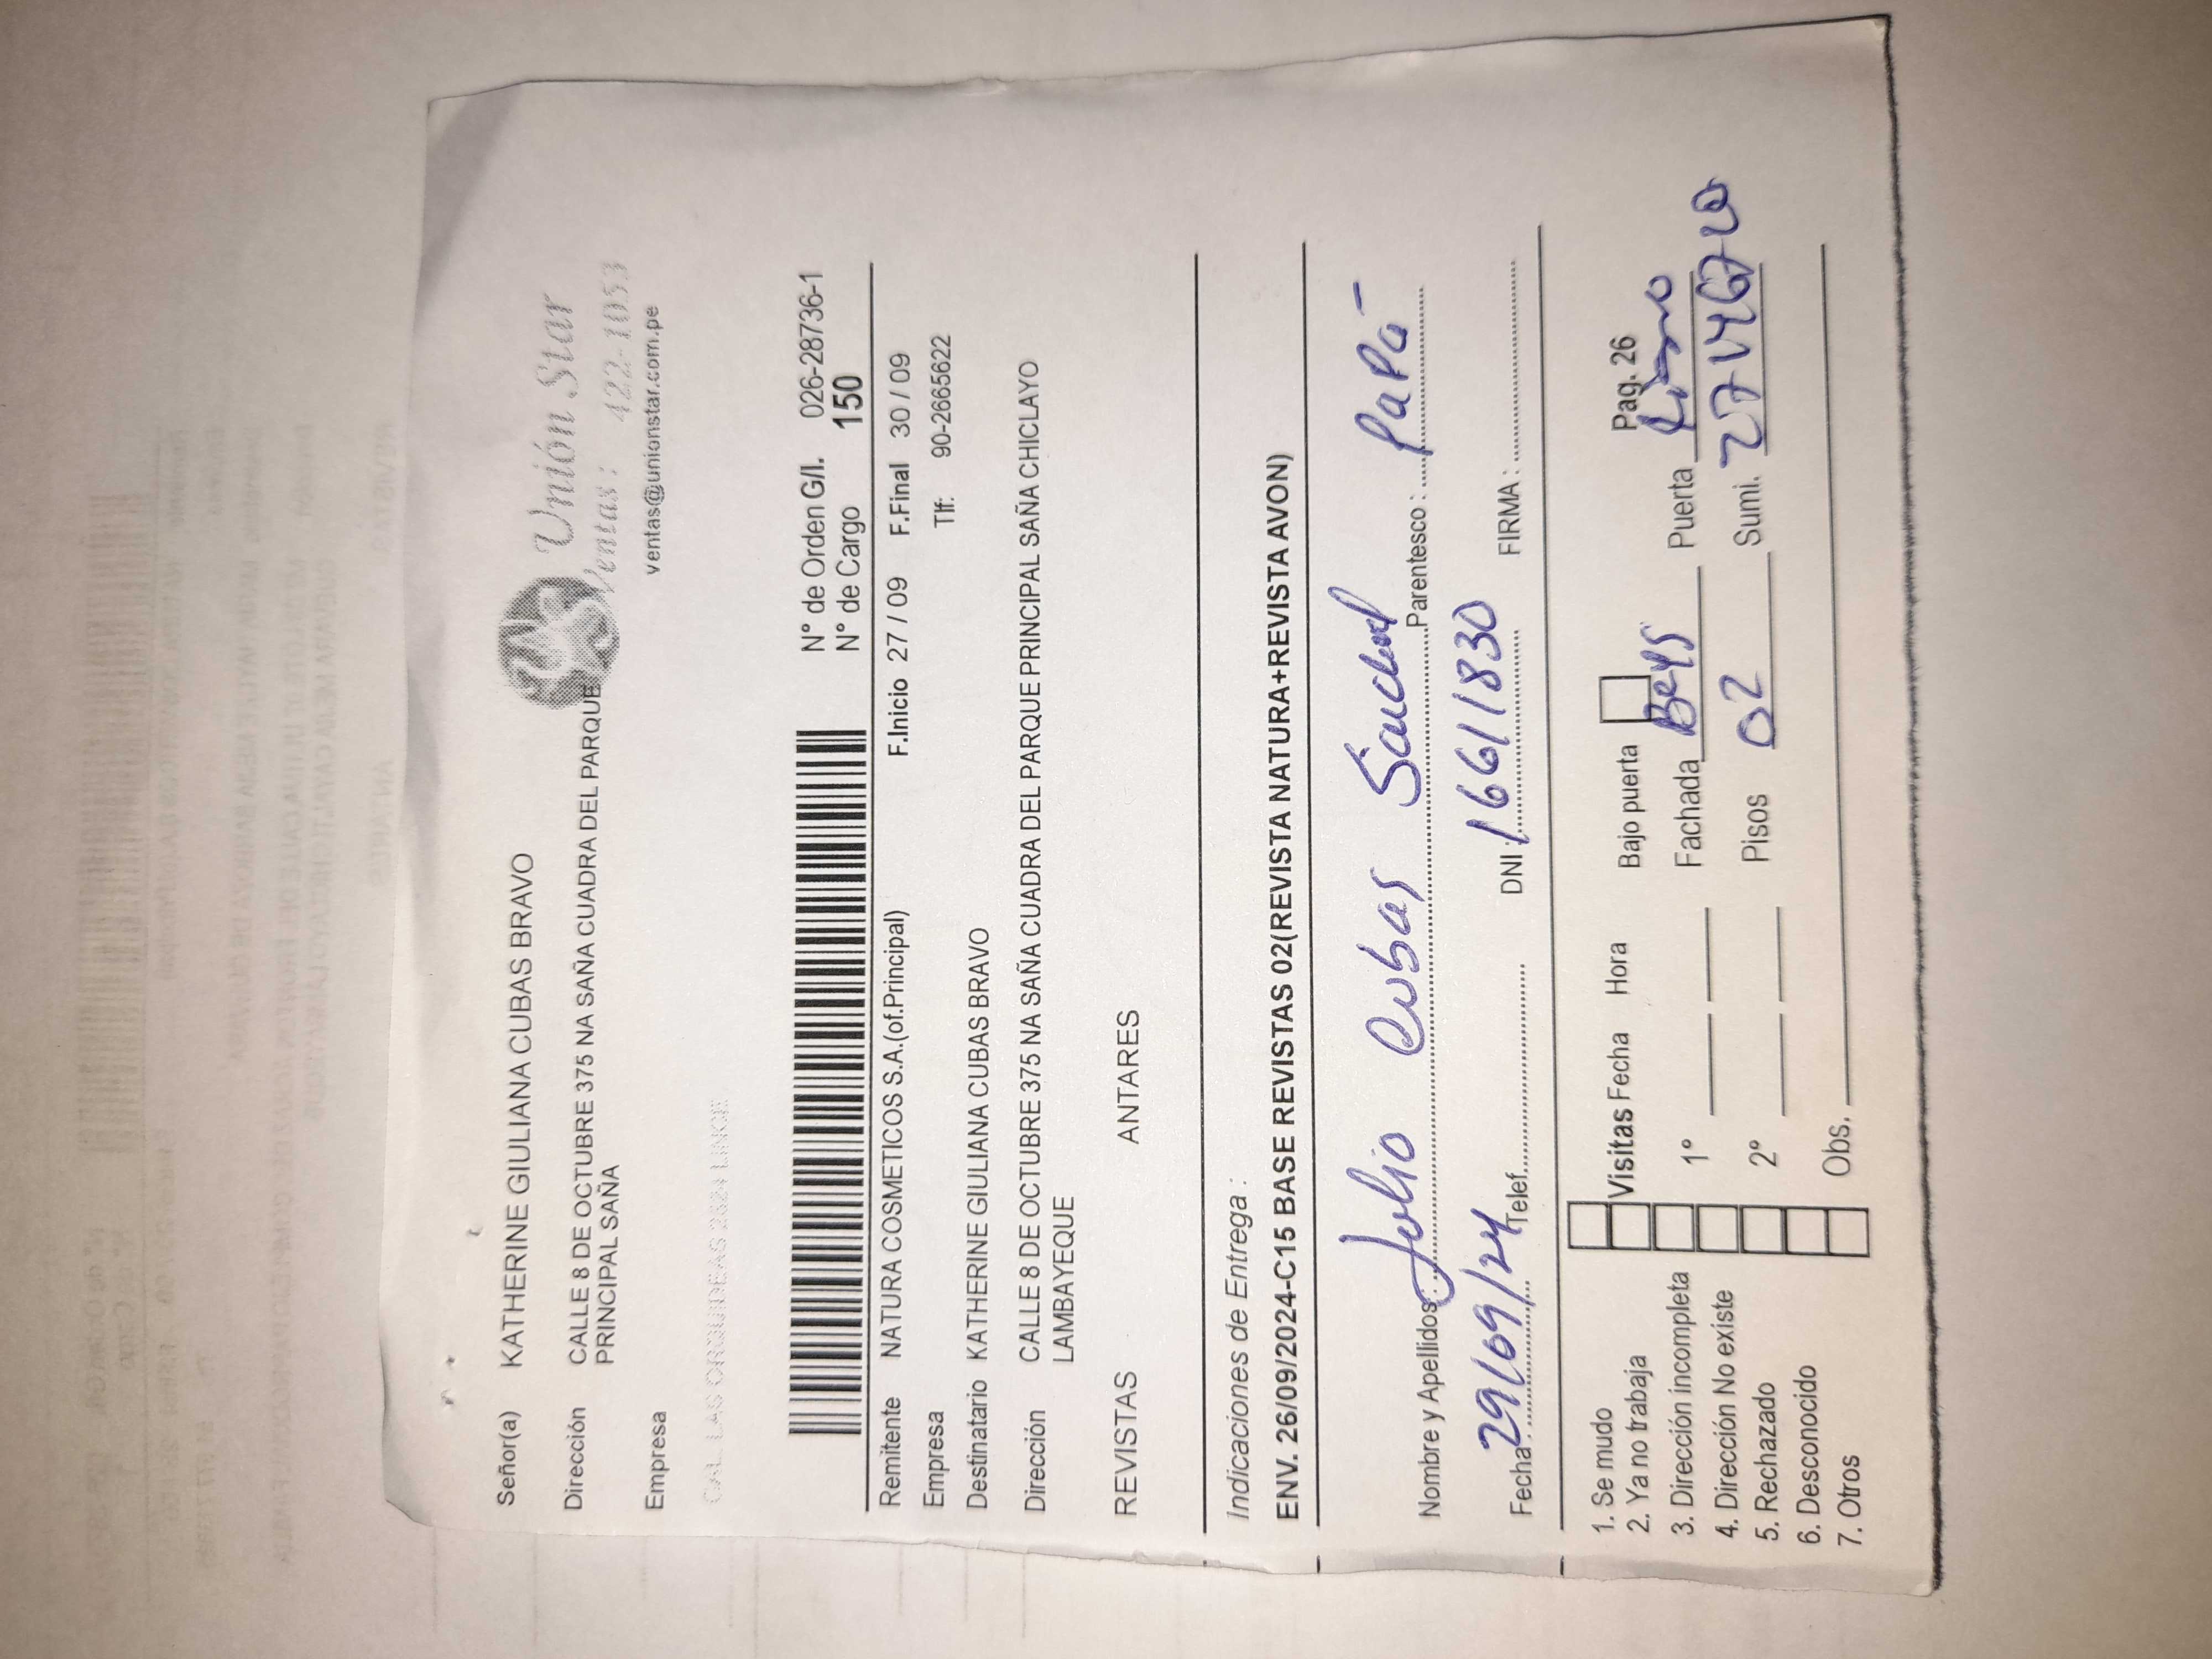 Señor(a) KATHERINE GIULIANA CUBAS BRAVO
Unión Star
Dirección CALLE 8 DE OCTUBRE 375 NA SAÑA CUADRA DEL PARQUE
PRINCIPAL SAÑA
Ventas: 422-1053
ventas@unionstar.com.pe
Empresa
CAL. LAS ORQUIDEAS 2624 LINCE
N° de Orden G/I. 026-28736-1
N° de Cargo 150
Remitente NATURA COSMETICOS S.A.(of.Principal) F.Inicio 27 / 09 F.Final 30 / 09
Empresa Tlf: 90-2665622
Destinatario KATHERINE GIULIANA CUBAS BRAVO
Dirección CALLE 8 DE OCTUBRE 375 NA SAÑA CUADRA DEL PARQUE PRINCIPAL SAÑA CHICLAYO
LAMBAYEQUE
REVISTAS ANTARES
Indicaciones de Entrega :
ENV. 26/09/2024-C15 BASE REVISTAS 02(REVISTA NATURA+REVISTA AVON)
Nombre y Apellidos: Julio Cubas Sanchez Parentesco : Papá
Fecha : 29/09/24 Telef. DNI : 16611830 FIRMA :
1. Se mudo
2. Ya no trabaja
3. Dirección incompleta
4. Dirección No existe
5. Rechazado
6. Desconocido
7. Otros
Visitas Fecha Hora Bajo puerta Pag. 26
1° Fachada Beys Puerta
2° Pisos 02 Sumi.
Obs.